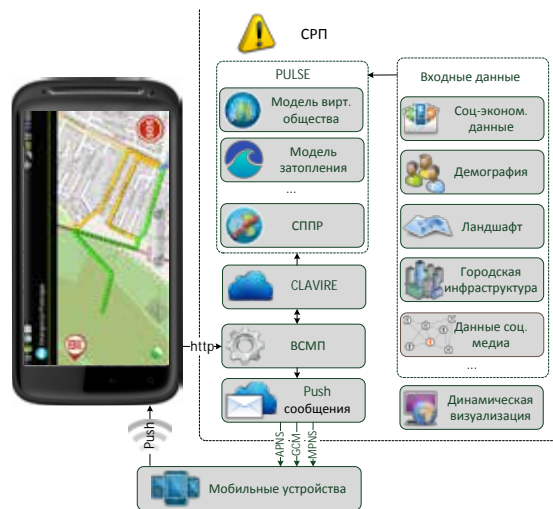 СРП
PULSE
Модель вирт.
общества
Модель
затопления
...
СППР
CLAVIRE
ВСМП
Push
сообщения
Входные данные
Соц-эконом.
данные
Демография
Ландшафт
Городская
инфраструктура
Данные соц.
медиа
...
Динамическая
визуализация
SOS
http
Push
APNS
GCM
MPNS
Мобильные устройства